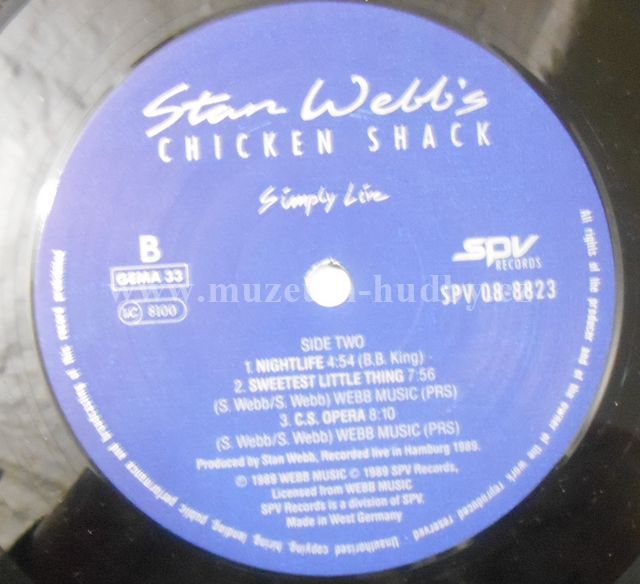 Stan Webb's
CHICKEN SHACK
Simply Live
B
GEMA 33
LC 8100
spv
RECORDS
SPV 08-8823
www.muzeum-hudby
SIDE TWO
1. NIGHTLIFE 4:54 (B.B. King)
2. SWEETEST LITTLE THING 7:56
(S. Webb/S. Webb) WEBB MUSIC (PRS)
3. C.S. OPERA 8:10
(S. Webb/S. Webb) WEBB MUSIC (PRS)
Produced by Stan Webb, Recorded live in Hamburg 1989.
℗ 1989 WEBB MUSIC © 1989 SPV Records,
Licensed from WEBB MUSIC
SPV Records is a division of SPV.
Made in West Germany
All rights of the producer and of the owner of the work reproduced reserved · Unauthorised copying, hiring, lending, public performance and broadcasting of this record prohibited